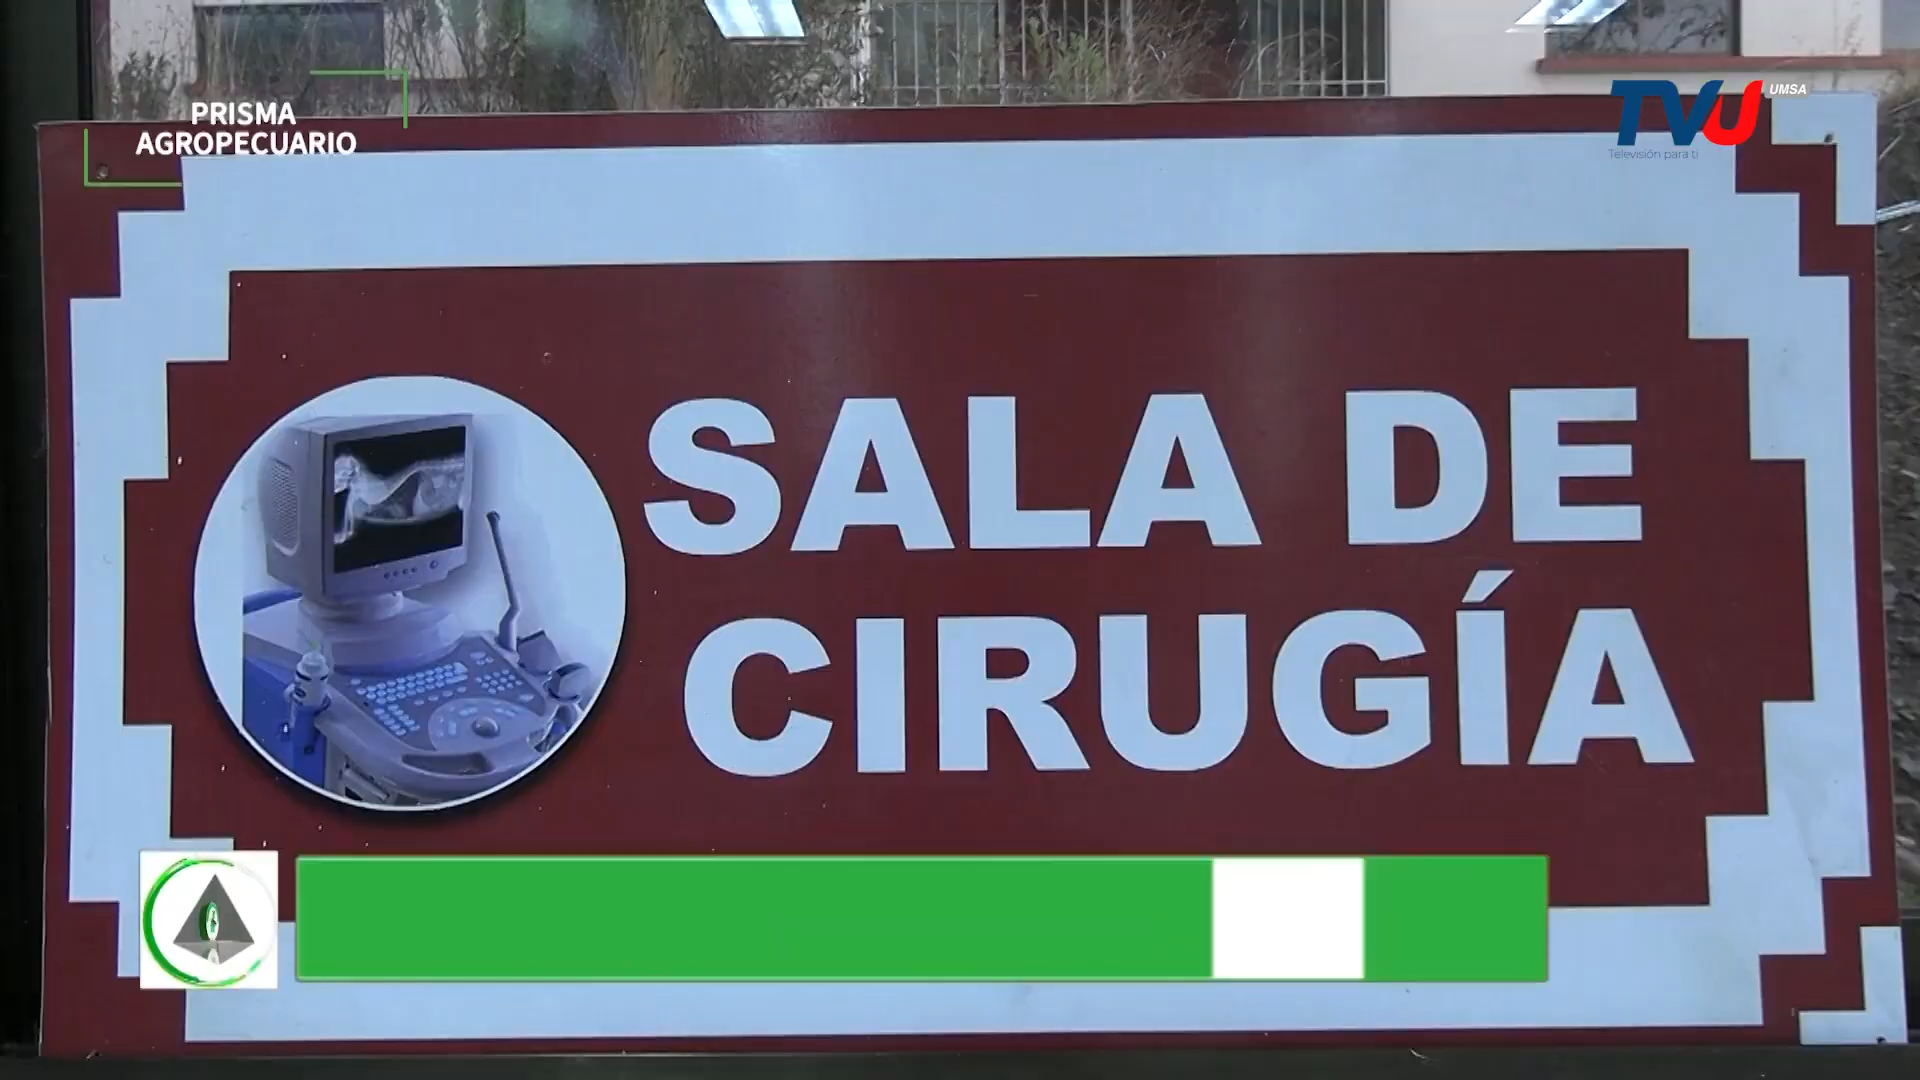 PRISMA
AGROPECUARIO
TVU UMSA
Televisión para ti
SALA DE
CIRUGÍA